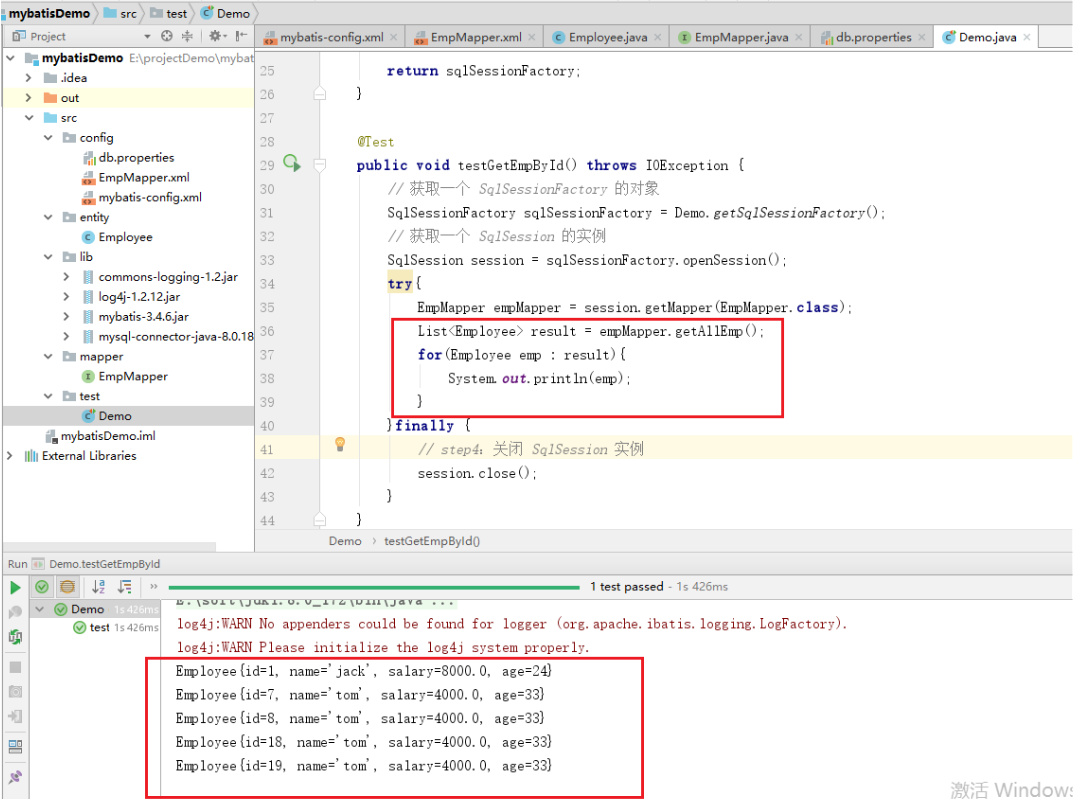 mybatisDemo src test Demo
Project
mybatis-config.xml EmpMapper.xml Employee.java EmpMapper.java db.properties Demo.java
mybatisDemo E:\projectDemo\mybat
.idea
out
src
config
db.properties
EmpMapper.xml
mybatis-config.xml
entity
Employee
lib
commons-logging-1.2.jar
log4j-1.2.12.jar
mybatis-3.4.6.jar
mysql-connector-java-8.0.18
mapper
EmpMapper
test
Demo
mybatisDemo.iml
External Libraries
25 return sqlSessionFactory;
26 }
27
28 @Test
29 public void testGetEmpById() throws IOException {
30 // 获取一个 SqlSessionFactory 的对象
31 SqlSessionFactory sqlSessionFactory = Demo.getSqlSessionFactory();
32 // 获取一个 SqlSession 的实例
33 SqlSession session = sqlSessionFactory.openSession();
34 try{
35 EmpMapper empMapper = session.getMapper(EmpMapper.class);
36 List<Employee> result = empMapper.getAllEmp();
37 for(Employee emp : result){
38 System.out.println(emp);
39 }
40 }finally {
41 // step4：关闭 SqlSession 实例
42 session.close();
43 }
44 }
Demo testGetEmpById()
Run Demo.testGetEmpById
1 test passed - 1s 426ms
Demo 1s 426ms
test 1s 426ms
E:\soft\jdk1.8.0_172\bin\java ...
log4j:WARN No appenders could be found for logger (org.apache.ibatis.logging.LogFactory).
log4j:WARN Please initialize the log4j system properly.
Employee{id=1, name='jack', salary=8000.0, age=24}
Employee{id=7, name='tom', salary=4000.0, age=33}
Employee{id=8, name='tom', salary=4000.0, age=33}
Employee{id=18, name='tom', salary=4000.0, age=33}
Employee{id=19, name='tom', salary=4000.0, age=33}
激活 Windows